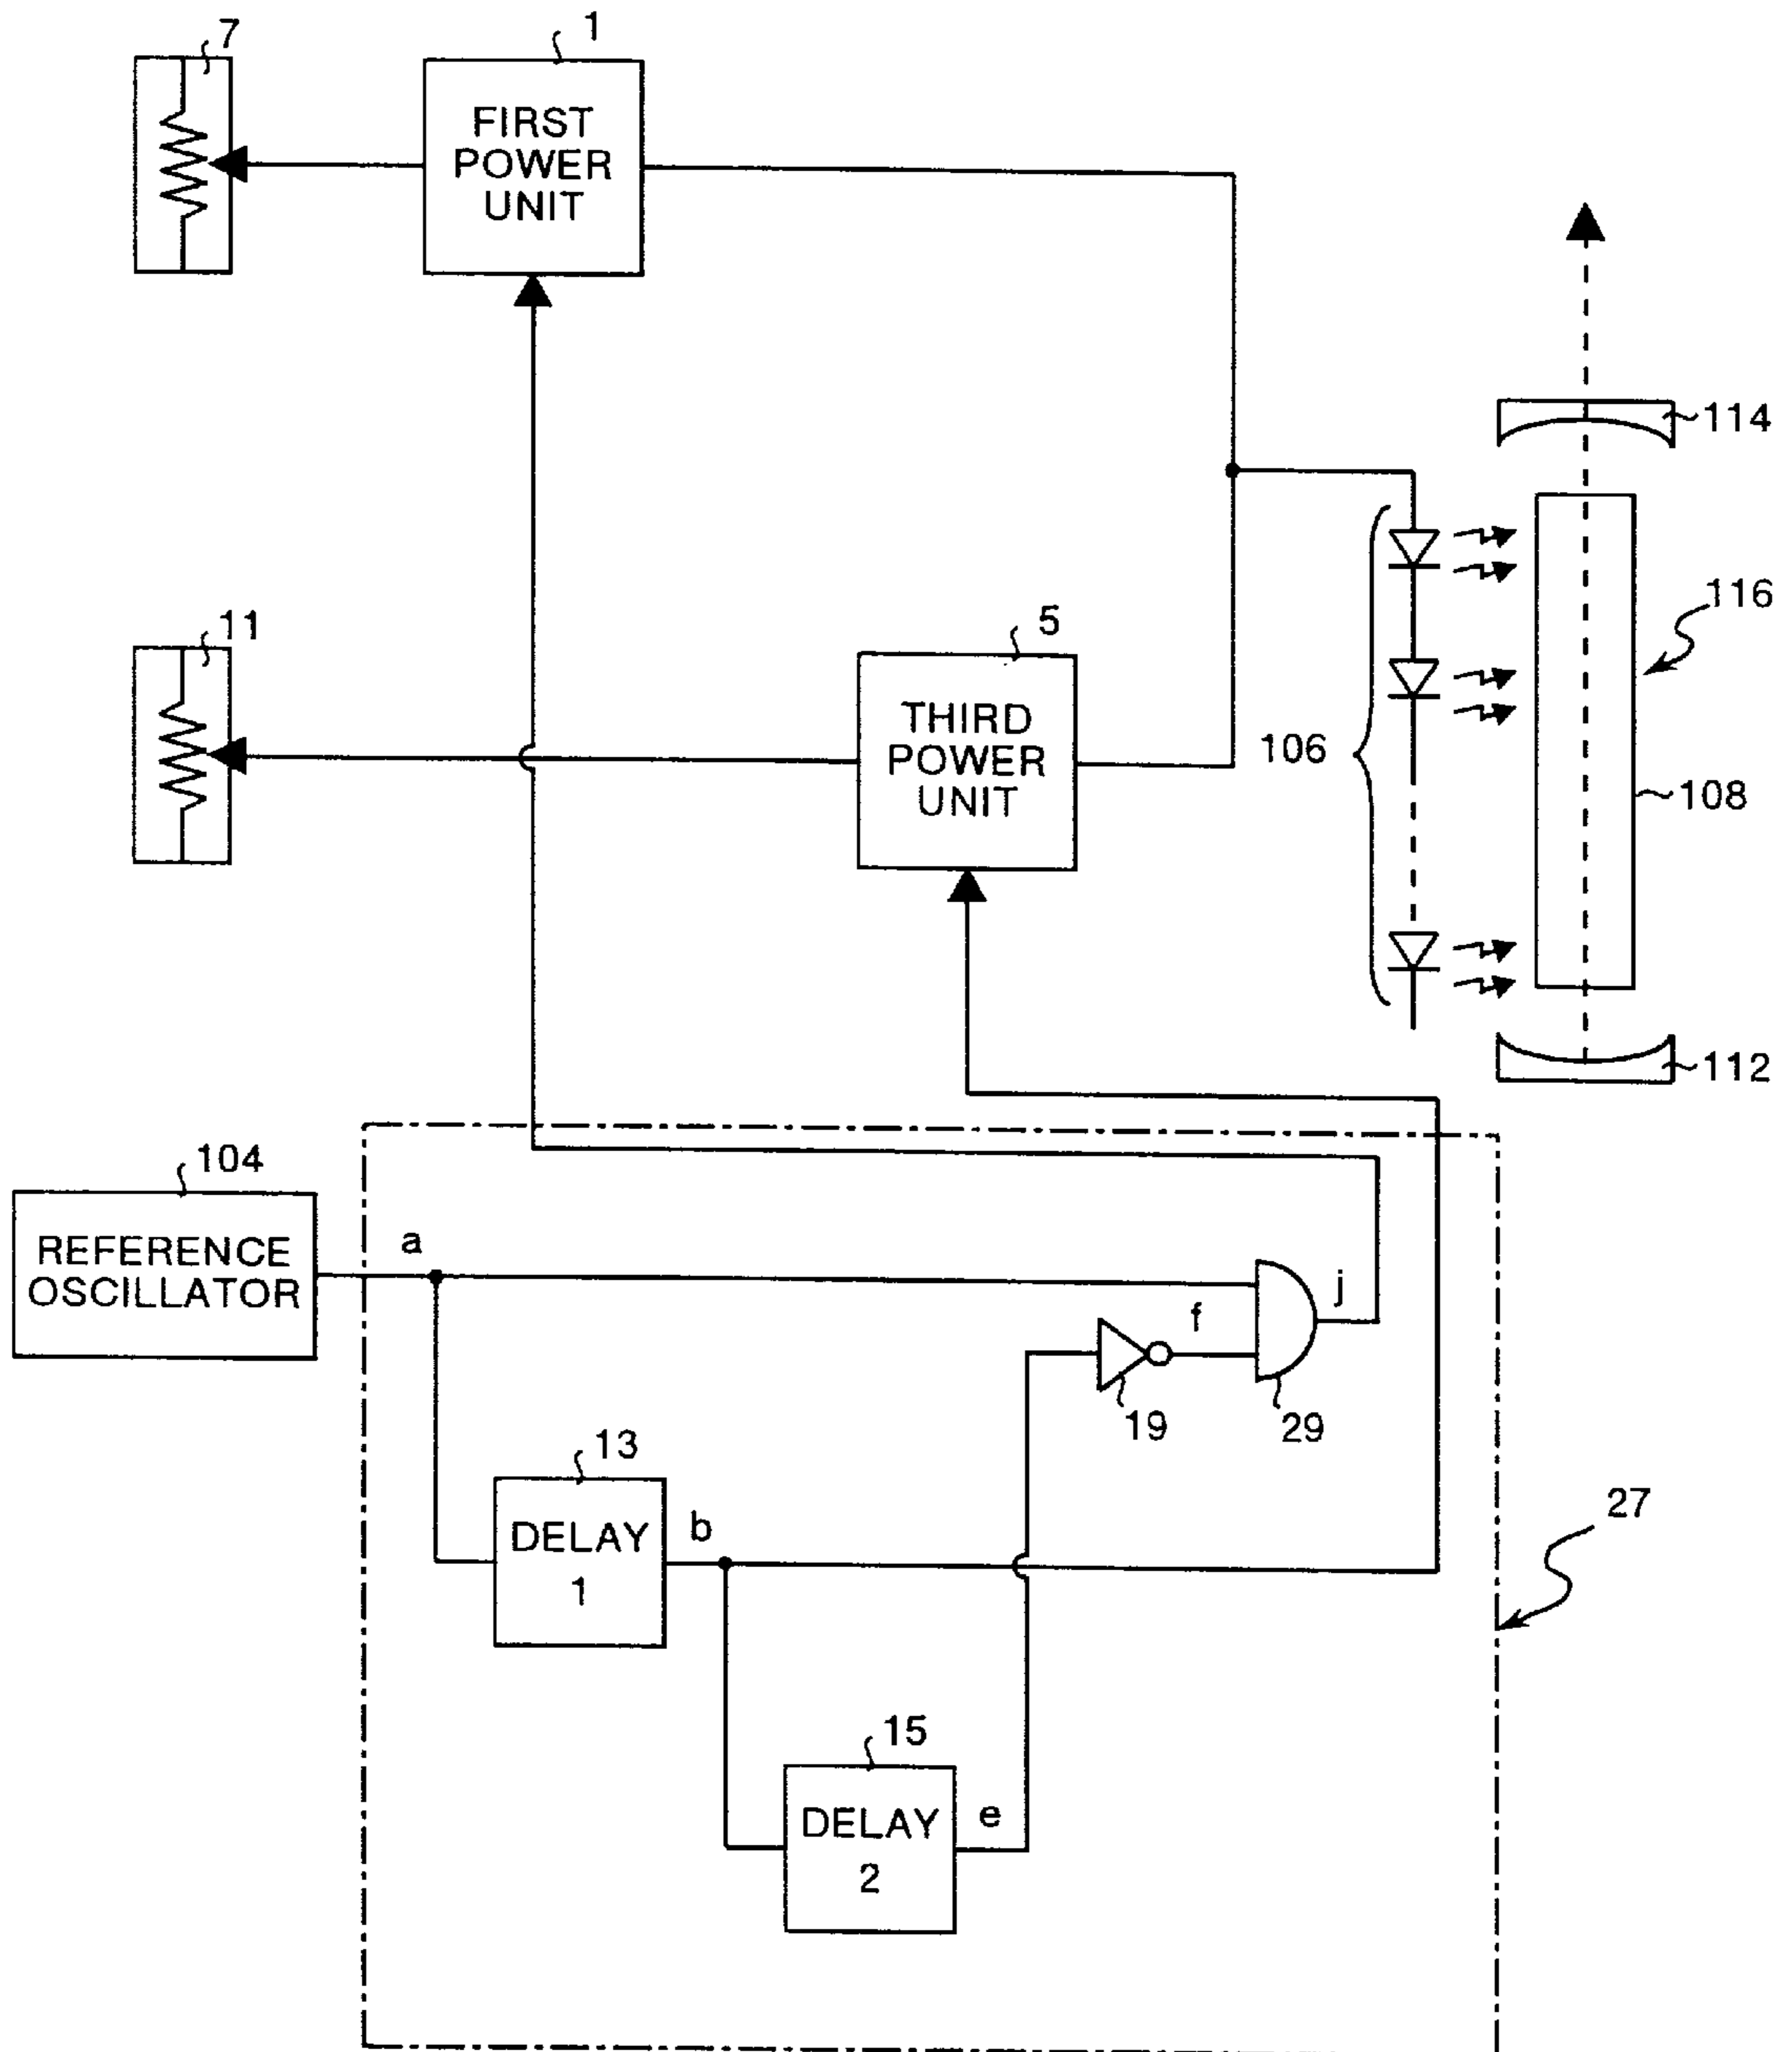 7
1
FIRST
POWER
UNIT
114
116
11
5
THIRD
POWER
UNIT
106
108
112
104
REFERENCE
OSCILLATOR
a
j
f
19
29
13
DELAY
1
b
27
15
DELAY
2
e